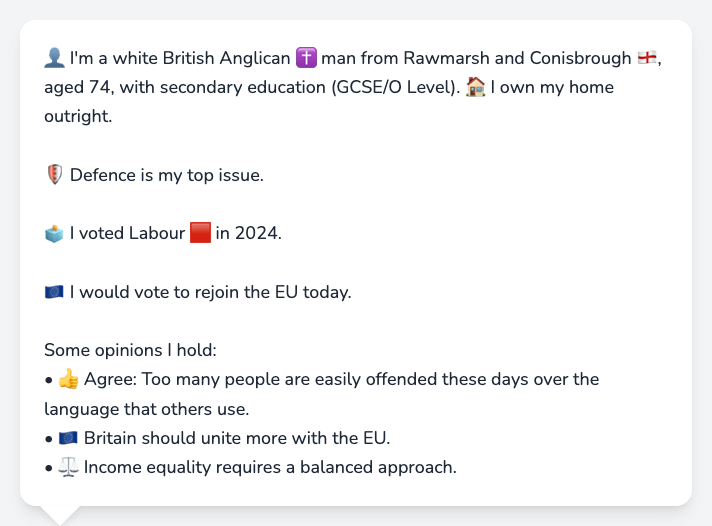 👤 I'm a white British Anglican ✝️ man from Rawmarsh and Conisbrough 🏴󠁧󠁢󠁥󠁮󠁧󠁿,
aged 74, with secondary education (GCSE/O Level). 🏠 I own my home
outright.
🛡️ Defence is my top issue.
🗳️ I voted Labour 🟥 in 2024.
🇪🇺 I would vote to rejoin the EU today.
Some opinions I hold:
• 👍 Agree: Too many people are easily offended these days over the
language that others use.
• 🇪🇺 Britain should unite more with the EU.
• ⚖️ Income equality requires a balanced approach.